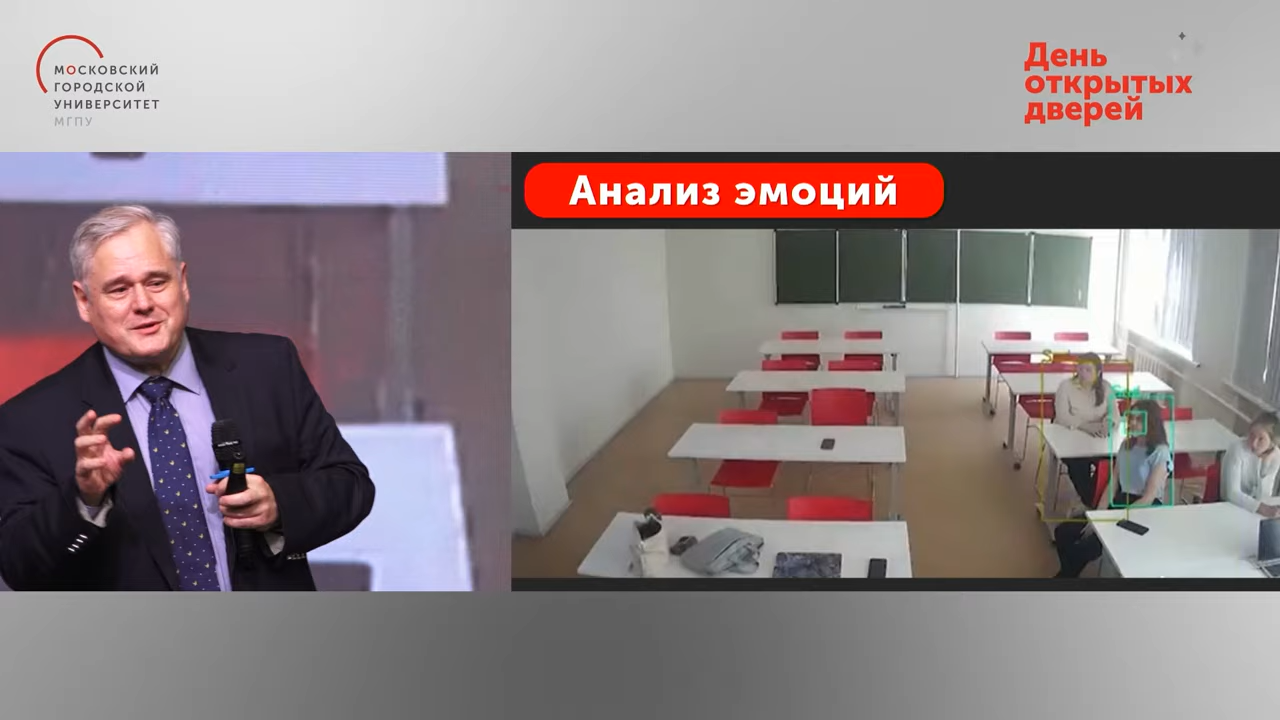 МОСКОВСКИЙ
ГОРОДСКОЙ
УНИВЕРСИТЕТ
МГПУ
День
открытых
дверей
Анализ эмоций